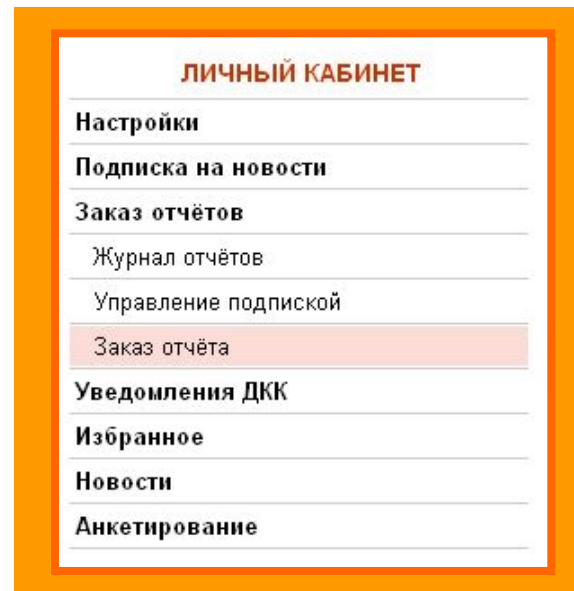 ЛИЧНЫЙ КАБИНЕТ
Настройки
Подписка на новости
Заказ отчётов
Журнал отчётов
Управление подпиской
Заказ отчёта
Уведомления ДКК
Избранное
Новости
Анкетирование